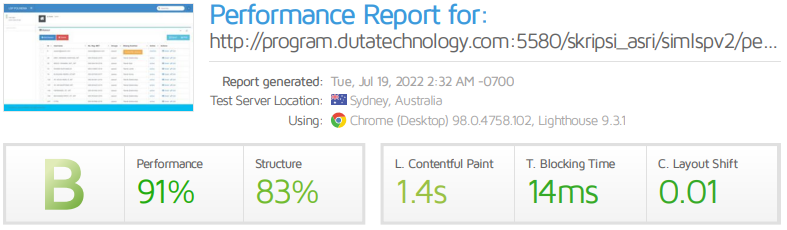 Performance Report for:
http://program.dutatechnology.com:5580/skripsi_asri/simlspv2/pe...
Report generated: Tue, Jul 19, 2022 2:32 AM -0700
Test Server Location: Sydney, Australia
Using: Chrome (Desktop) 98.0.4758.102, Lighthouse 9.3.1
B
Performance
91%
Structure
83%
L. Contentful Paint
1.4s
T. Blocking Time
14ms
C. Layout Shift
0.01